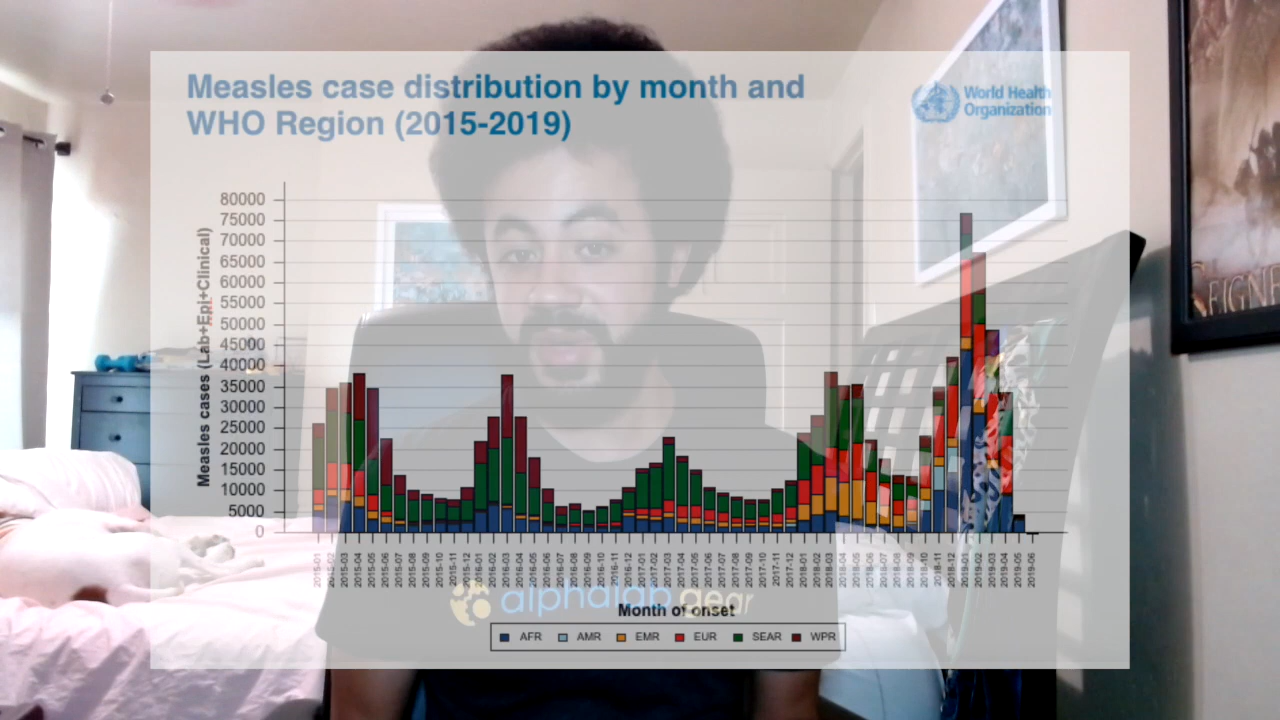 Measles case distribution by month and
WHO Region (2015-2019)
World Health
Organization
Measles cases (Lab+Epi+Clinical)
80000
75000
70000
65000
60000
55000
50000
45000
40000
35000
30000
25000
20000
15000
10000
5000
0
2015-01 2015-02 2015-03 2015-04 2015-05 2015-06 2015-07 2015-08 2015-09 2015-10 2015-11 2015-12 2016-01 2016-02 2016-03 2016-04 2016-05 2016-06 2016-07 2016-08 2016-09 2016-10 2016-11 2016-12 2017-01 2017-02 2017-03 2017-04 2017-05 2017-06 2017-07 2017-08 2017-09 2017-10 2017-11 2017-12 2018-01 2018-02 2018-03 2018-04 2018-05 2018-06 2018-07 2018-08 2018-09 2018-10 2018-11 2018-12 2019-01 2019-02 2019-03 2019-04 2019-05 2019-06
alphalab gear
Month of onset
AFR AMR EMR EUR SEAR WPR